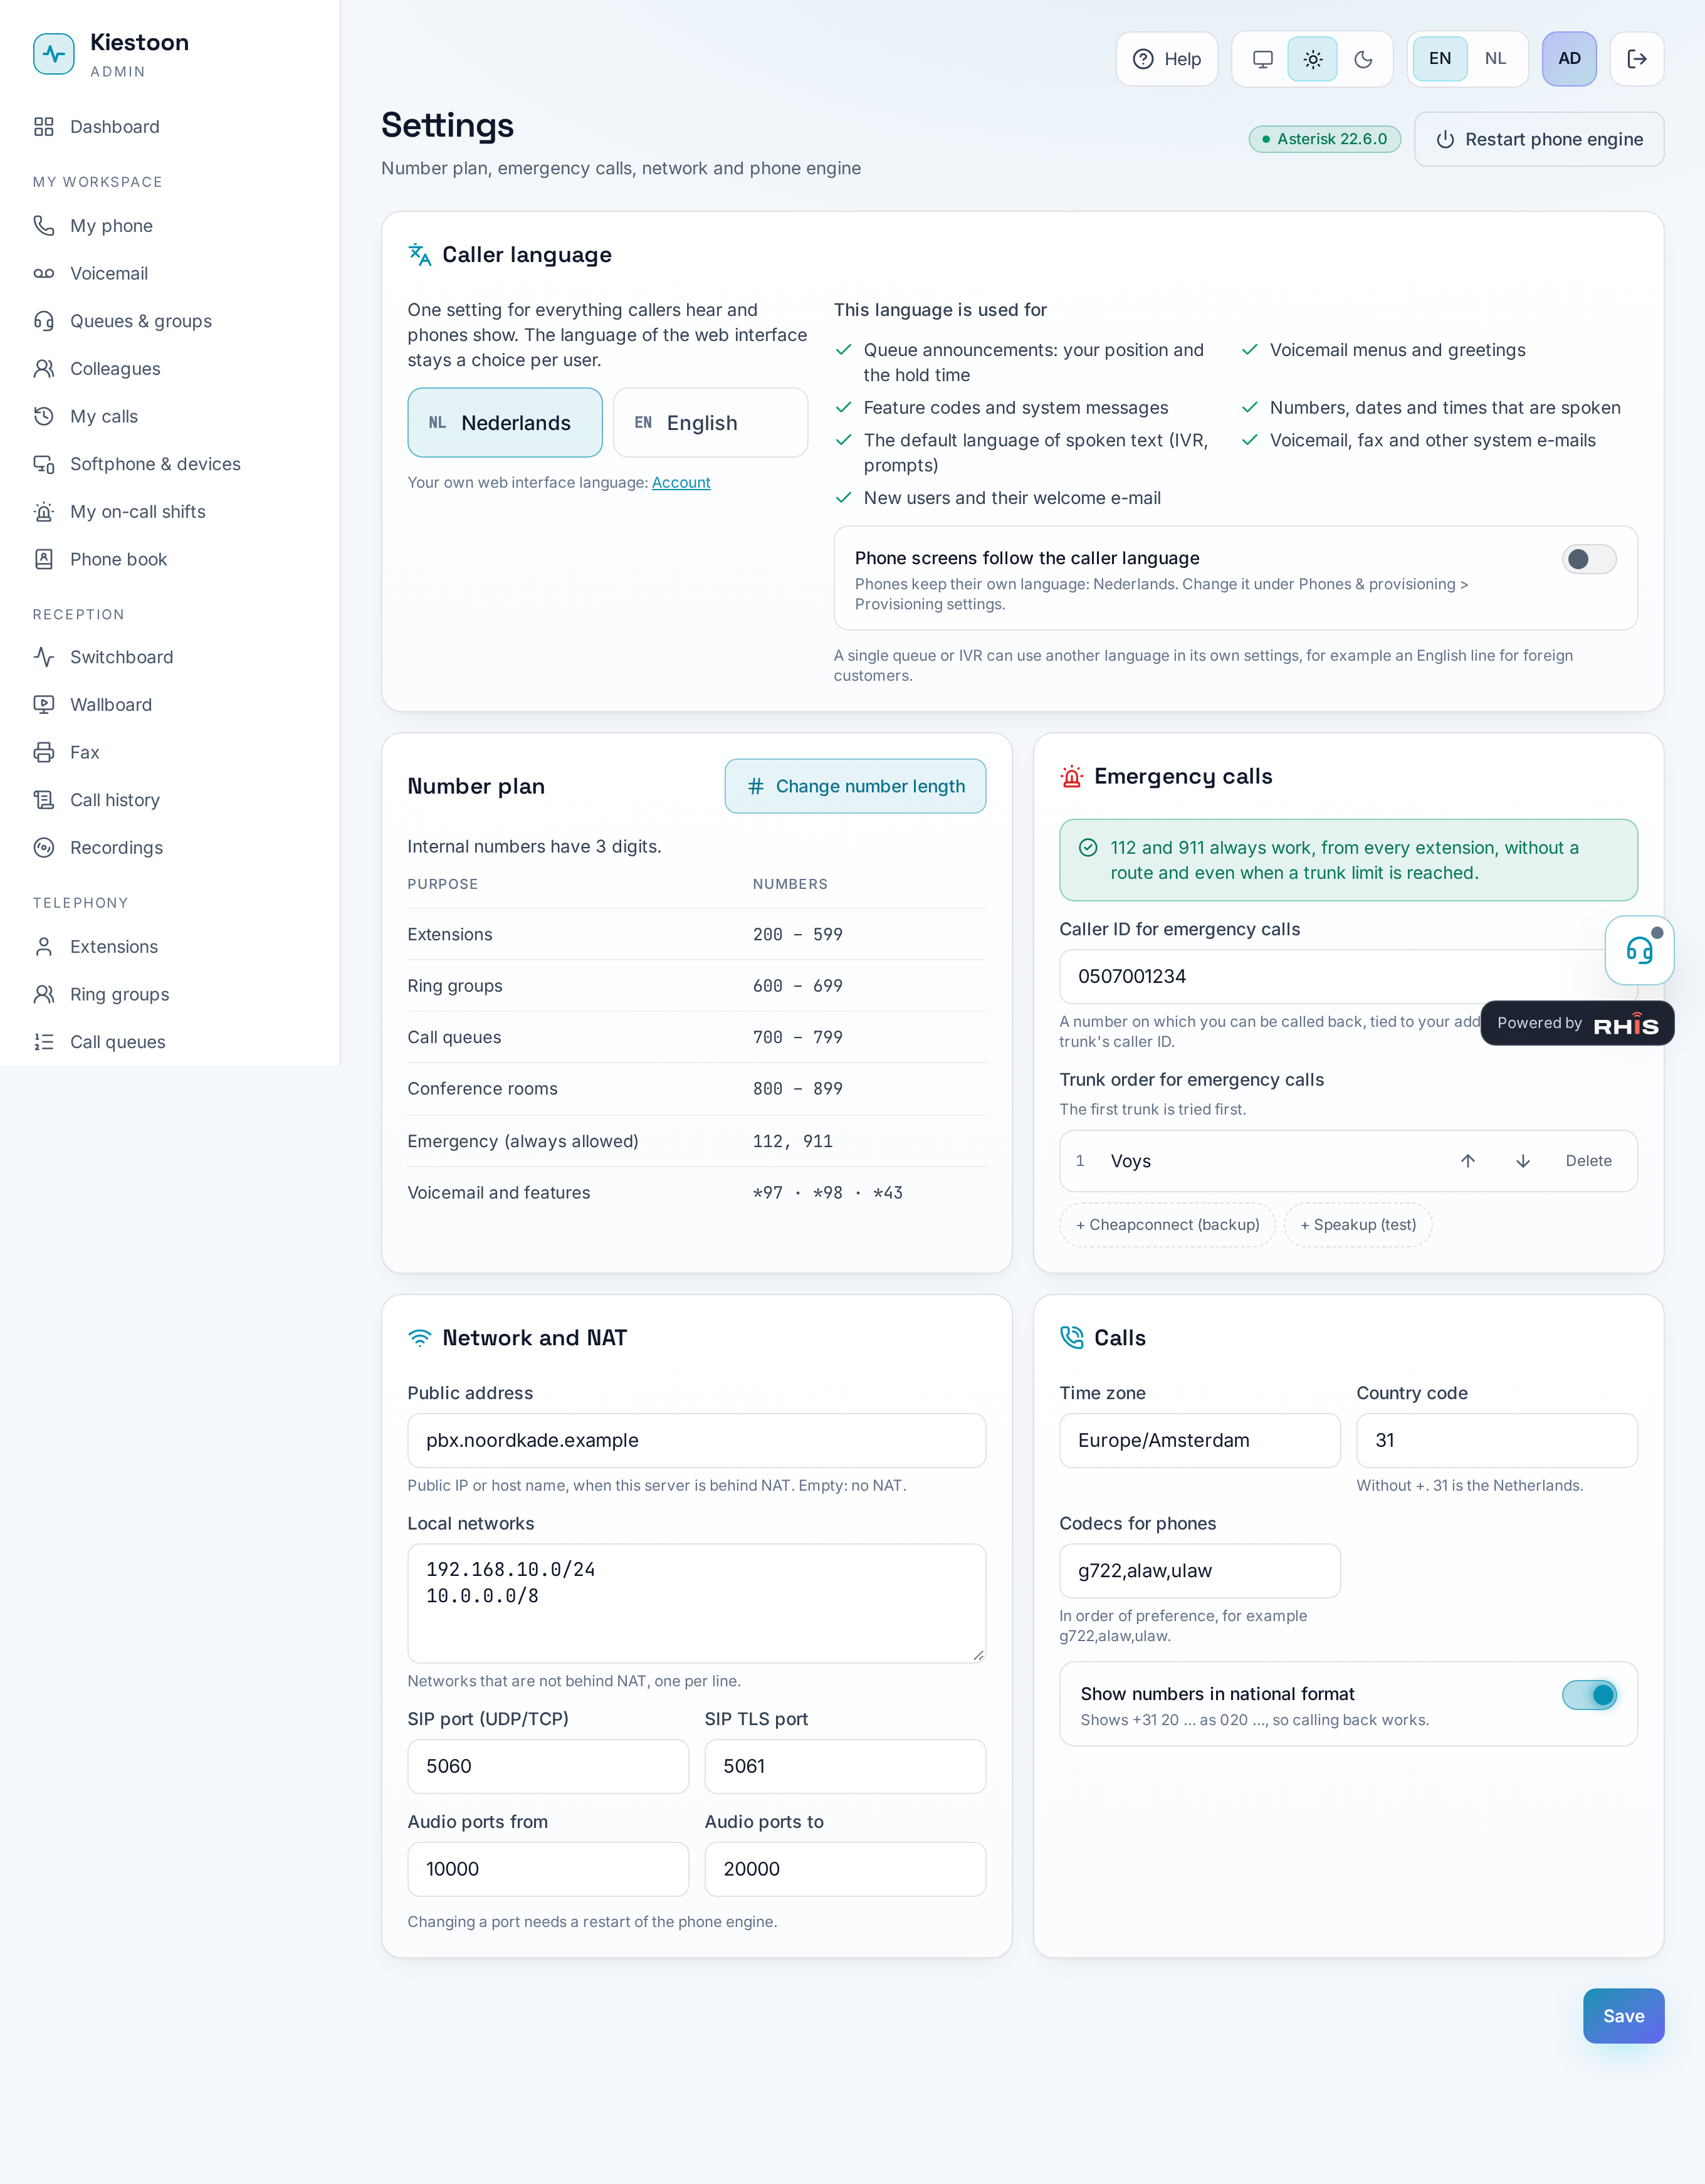 Kiestoon
ADMIN
Dashboard
MY WORKSPACE
My phone
Voicemail
Queues & groups
Colleagues
My calls
Softphone & devices
My on-call shifts
Phone book
RECEPTION
Switchboard
Wallboard
Fax
Call history
Recordings
TELEPHONY
Extensions
Ring groups
Call queues
Help
EN
NL
AD
Settings
Number plan, emergency calls, network and phone engine
Asterisk 22.6.0
Restart phone engine
Caller language
One setting for everything callers hear and
phones show. The language of the web interface
stays a choice per user.
NL Nederlands
EN English
Your own web interface language: Account
This language is used for
Queue announcements: your position and
the hold time
Voicemail menus and greetings
Feature codes and system messages
Numbers, dates and times that are spoken
The default language of spoken text (IVR,
prompts)
Voicemail, fax and other system e-mails
New users and their welcome e-mail
Phone screens follow the caller language
Phones keep their own language: Nederlands. Change it under Phones & provisioning >
Provisioning settings.
A single queue or IVR can use another language in its own settings, for example an English line for foreign
customers.
Number plan
# Change number length
Internal numbers have 3 digits.
PURPOSE NUMBERS
Extensions 200 – 599
Ring groups 600 – 699
Call queues 700 – 799
Conference rooms 800 – 899
Emergency (always allowed) 112, 911
Voicemail and features *97 · *98 · *43
Emergency calls
112 and 911 always work, from every extension, without a
route and even when a trunk limit is reached.
Caller ID for emergency calls
0507001234
A number on which you can be called back, tied to your add
trunk's caller ID.
Powered by RHIS
Trunk order for emergency calls
The first trunk is tried first.
1 Voys Delete
+ Cheapconnect (backup)
+ Speakup (test)
Network and NAT
Public address
pbx.noordkade.example
Public IP or host name, when this server is behind NAT. Empty: no NAT.
Local networks
192.168.10.0/24
10.0.0.0/8
Networks that are not behind NAT, one per line.
SIP port (UDP/TCP) SIP TLS port
5060 5061
Audio ports from Audio ports to
10000 20000
Changing a port needs a restart of the phone engine.
Calls
Time zone Country code
Europe/Amsterdam 31
Without +. 31 is the Netherlands.
Codecs for phones
g722,alaw,ulaw
In order of preference, for example
g722,alaw,ulaw.
Show numbers in national format
Shows +31 20 ... as 020 ..., so calling back works.
Save